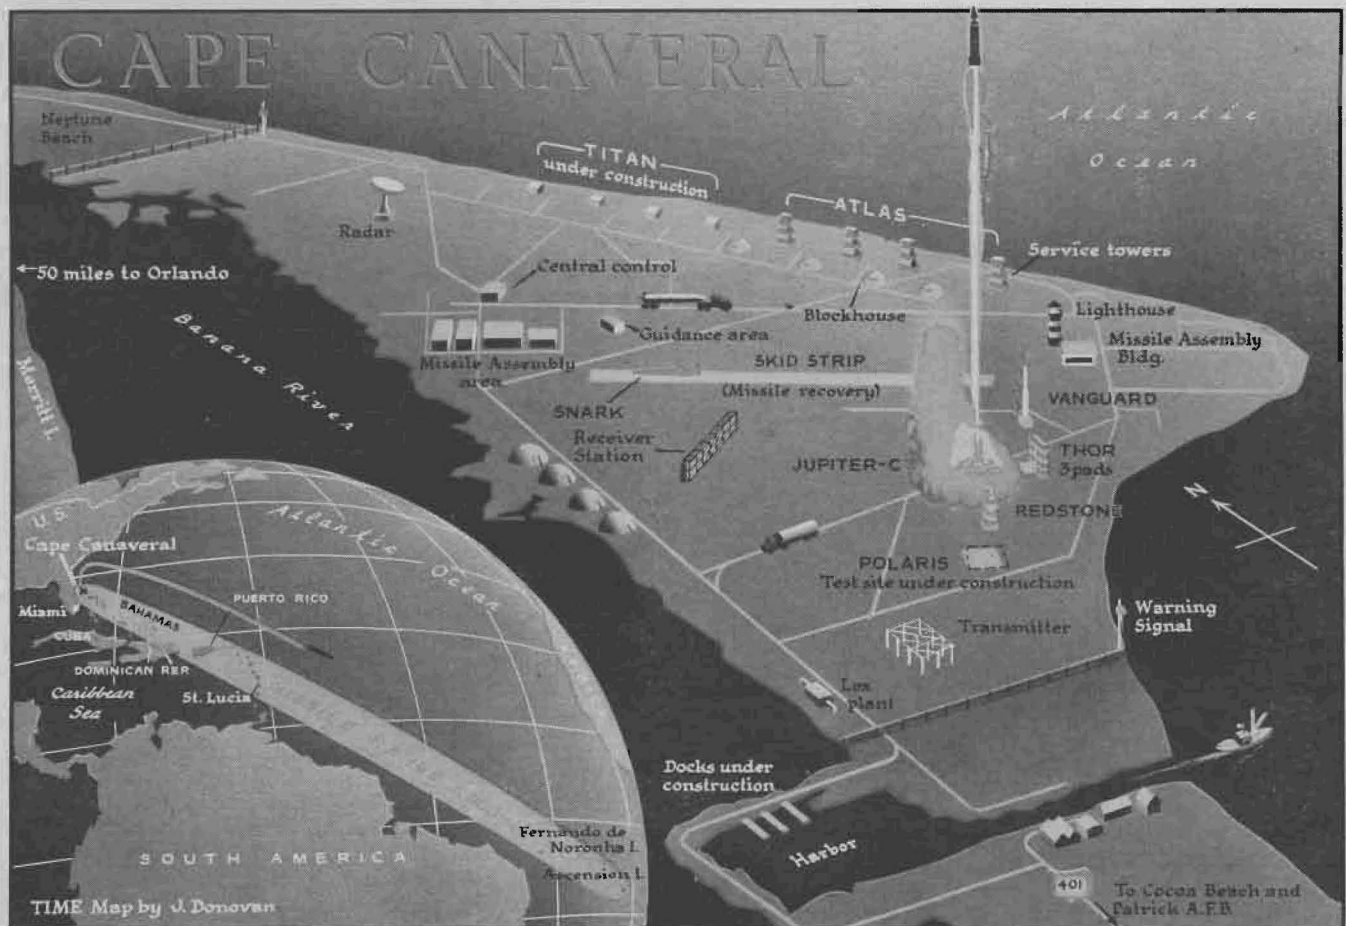 CAPE CANAVERAL
Neptune
Beach
Atlantic
Ocean
TITAN
under construction
ATLAS
Radar
Service towers
50 miles to Orlando
Central control
Blockhouse
Lighthouse
Guidance area
Missile Assembly
Bldg.
Missile Assembly
area
SKID STRIP
(Missile recovery)
Banana River
Merritt I.
SNARK
VANGUARD
Receiver
Station
JUPITER-C
THOR
3 pads
REDSTONE
N
POLARIS
Test site under construction
Transmitter
Warning
Signal
Lox
plant
Docks under
construction
Harbor
401
To Cocoa Beach and
Patrick A.F.B.
U.S.
Atlantic
Ocean
Cape Canaveral
Miami
BAHAMAS
PUERTO RICO
CUBA
DOMINICAN REP.
Caribbean
Sea
St. Lucia
Fernando de
Noronha I.
Ascension I.
SOUTH AMERICA
TIME Map by J. Donovan